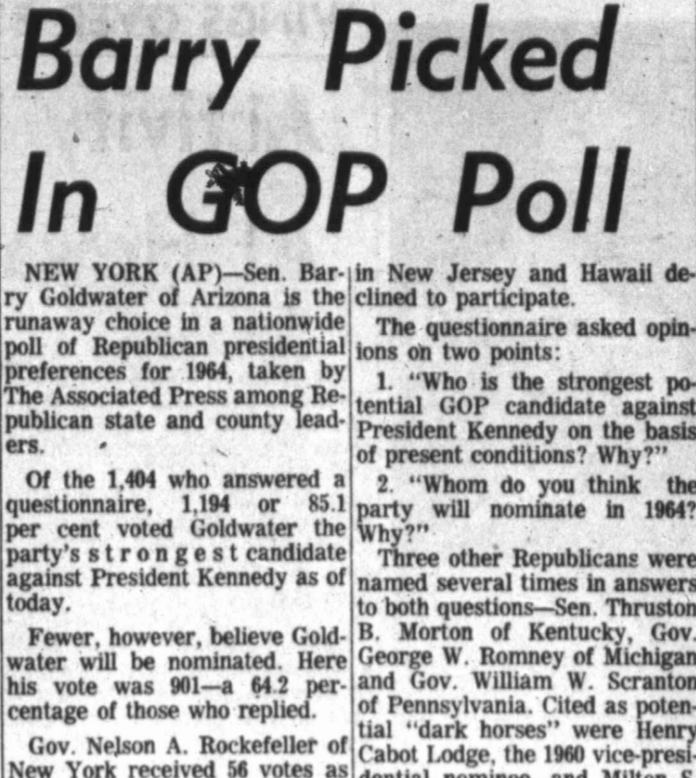 Barry Picked
In GOP Poll
NEW YORK (AP)—Sen. Bar-
ry Goldwater of Arizona is the
runaway choice in a nationwide
poll of Republican presidential
preferences for 1964, taken by
The Associated Press among Re-
publican state and county lead-
ers.
Of the 1,404 who answered a
questionnaire, 1,194 or 85.1
per cent voted Goldwater the
party's s t r o n g e s t candidate
against President Kennedy as of
today.
Fewer, however, believe Gold-
water will be nominated. Here
his vote was 901—a 64.2 per-
centage of those who replied.
Gov. Nelson A. Rockefeller of
New York received 56 votes as
in New Jersey and Hawaii de-
clined to participate.
The questionnaire asked opin-
ions on two points:
1. "Who is the strongest po-
tential GOP candidate against
President Kennedy on the basis
of present conditions? Why?"
2. "Whom do you think the
party will nominate in 1964?
Why?"
Three other Republicans were
named several times in answers
to both questions—Sen. Thruston
B. Morton of Kentucky, Gov.
George W. Romney of Michigan
and Gov. William W. Scranton
of Pennsylvania. Cited as poten-
tial "dark horses" were Henry
Cabot Lodge, the 1960 vice-presi-
dential nominee, and